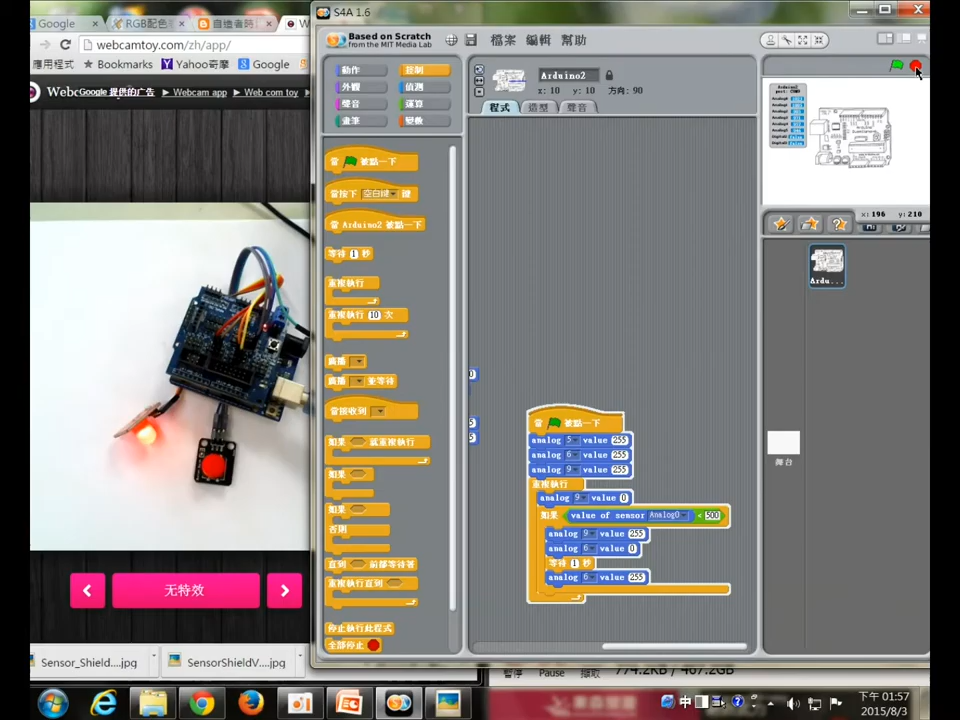 Google
RGB配色
自造者時
webcamtoy.com/zh/app/
應用程式
Bookmarks
Yahoo奇摩
Google
Google 提供的广告
Webcam app
Web com toy
无特效
Sensor_Shield....jpg
SensorShieldV....jpg
S4A 1.6
Based on Scratch
from the MIT Media Lab
檔案 編輯 幫助
動作 控制
外觀 偵測
聲音 運算
畫筆 變數
當 被點一下
當按下 空白鍵 鍵
當 Arduino2 被點一下
等待 1 秒
重複執行
重複執行 10 次
廣播
廣播 並等待
當接收到
如果 就重複執行
如果
如果
否則
直到 前都等待著
重複執行直到
停止執行此程式
全部停止
Arduino2
x: 10 y: 10 方向: 90
程式 造型 聲音
當 被點一下
analog 5 value 255
analog 6 value 255
analog 9 value 255
重複執行
analog 9 value 0
如果 value of sensor Analog0 < 500
analog 9 value 255
analog 6 value 0
等待 1 秒
analog 6 value 255
Arduino2
x: 196 y: 210
Ardu...
舞台
暫停 Pause 擷取 774.2KB / 407.2GB
中
下午 01:57
2015/8/3